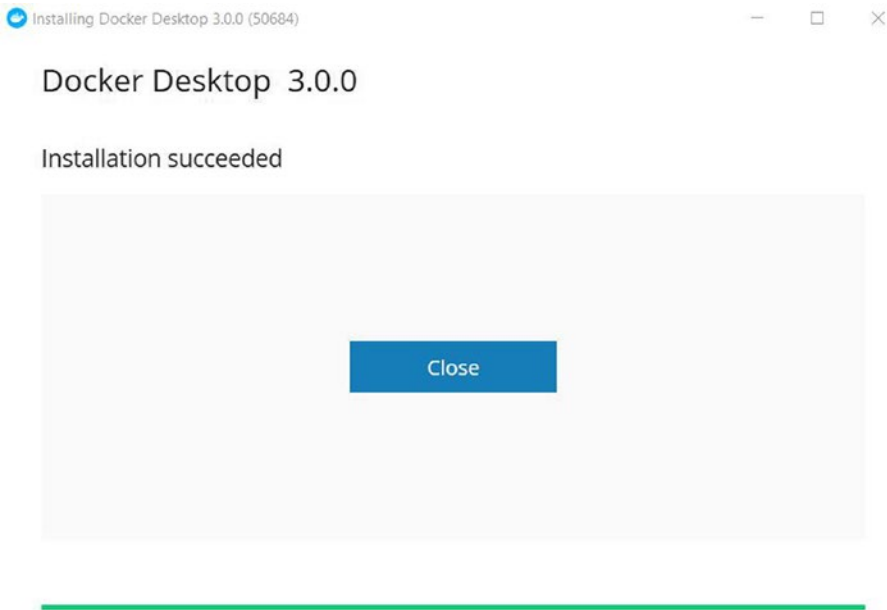 Installing Docker Desktop 3.0.0 (50684)
Docker Desktop 3.0.0
Installation succeeded
Close